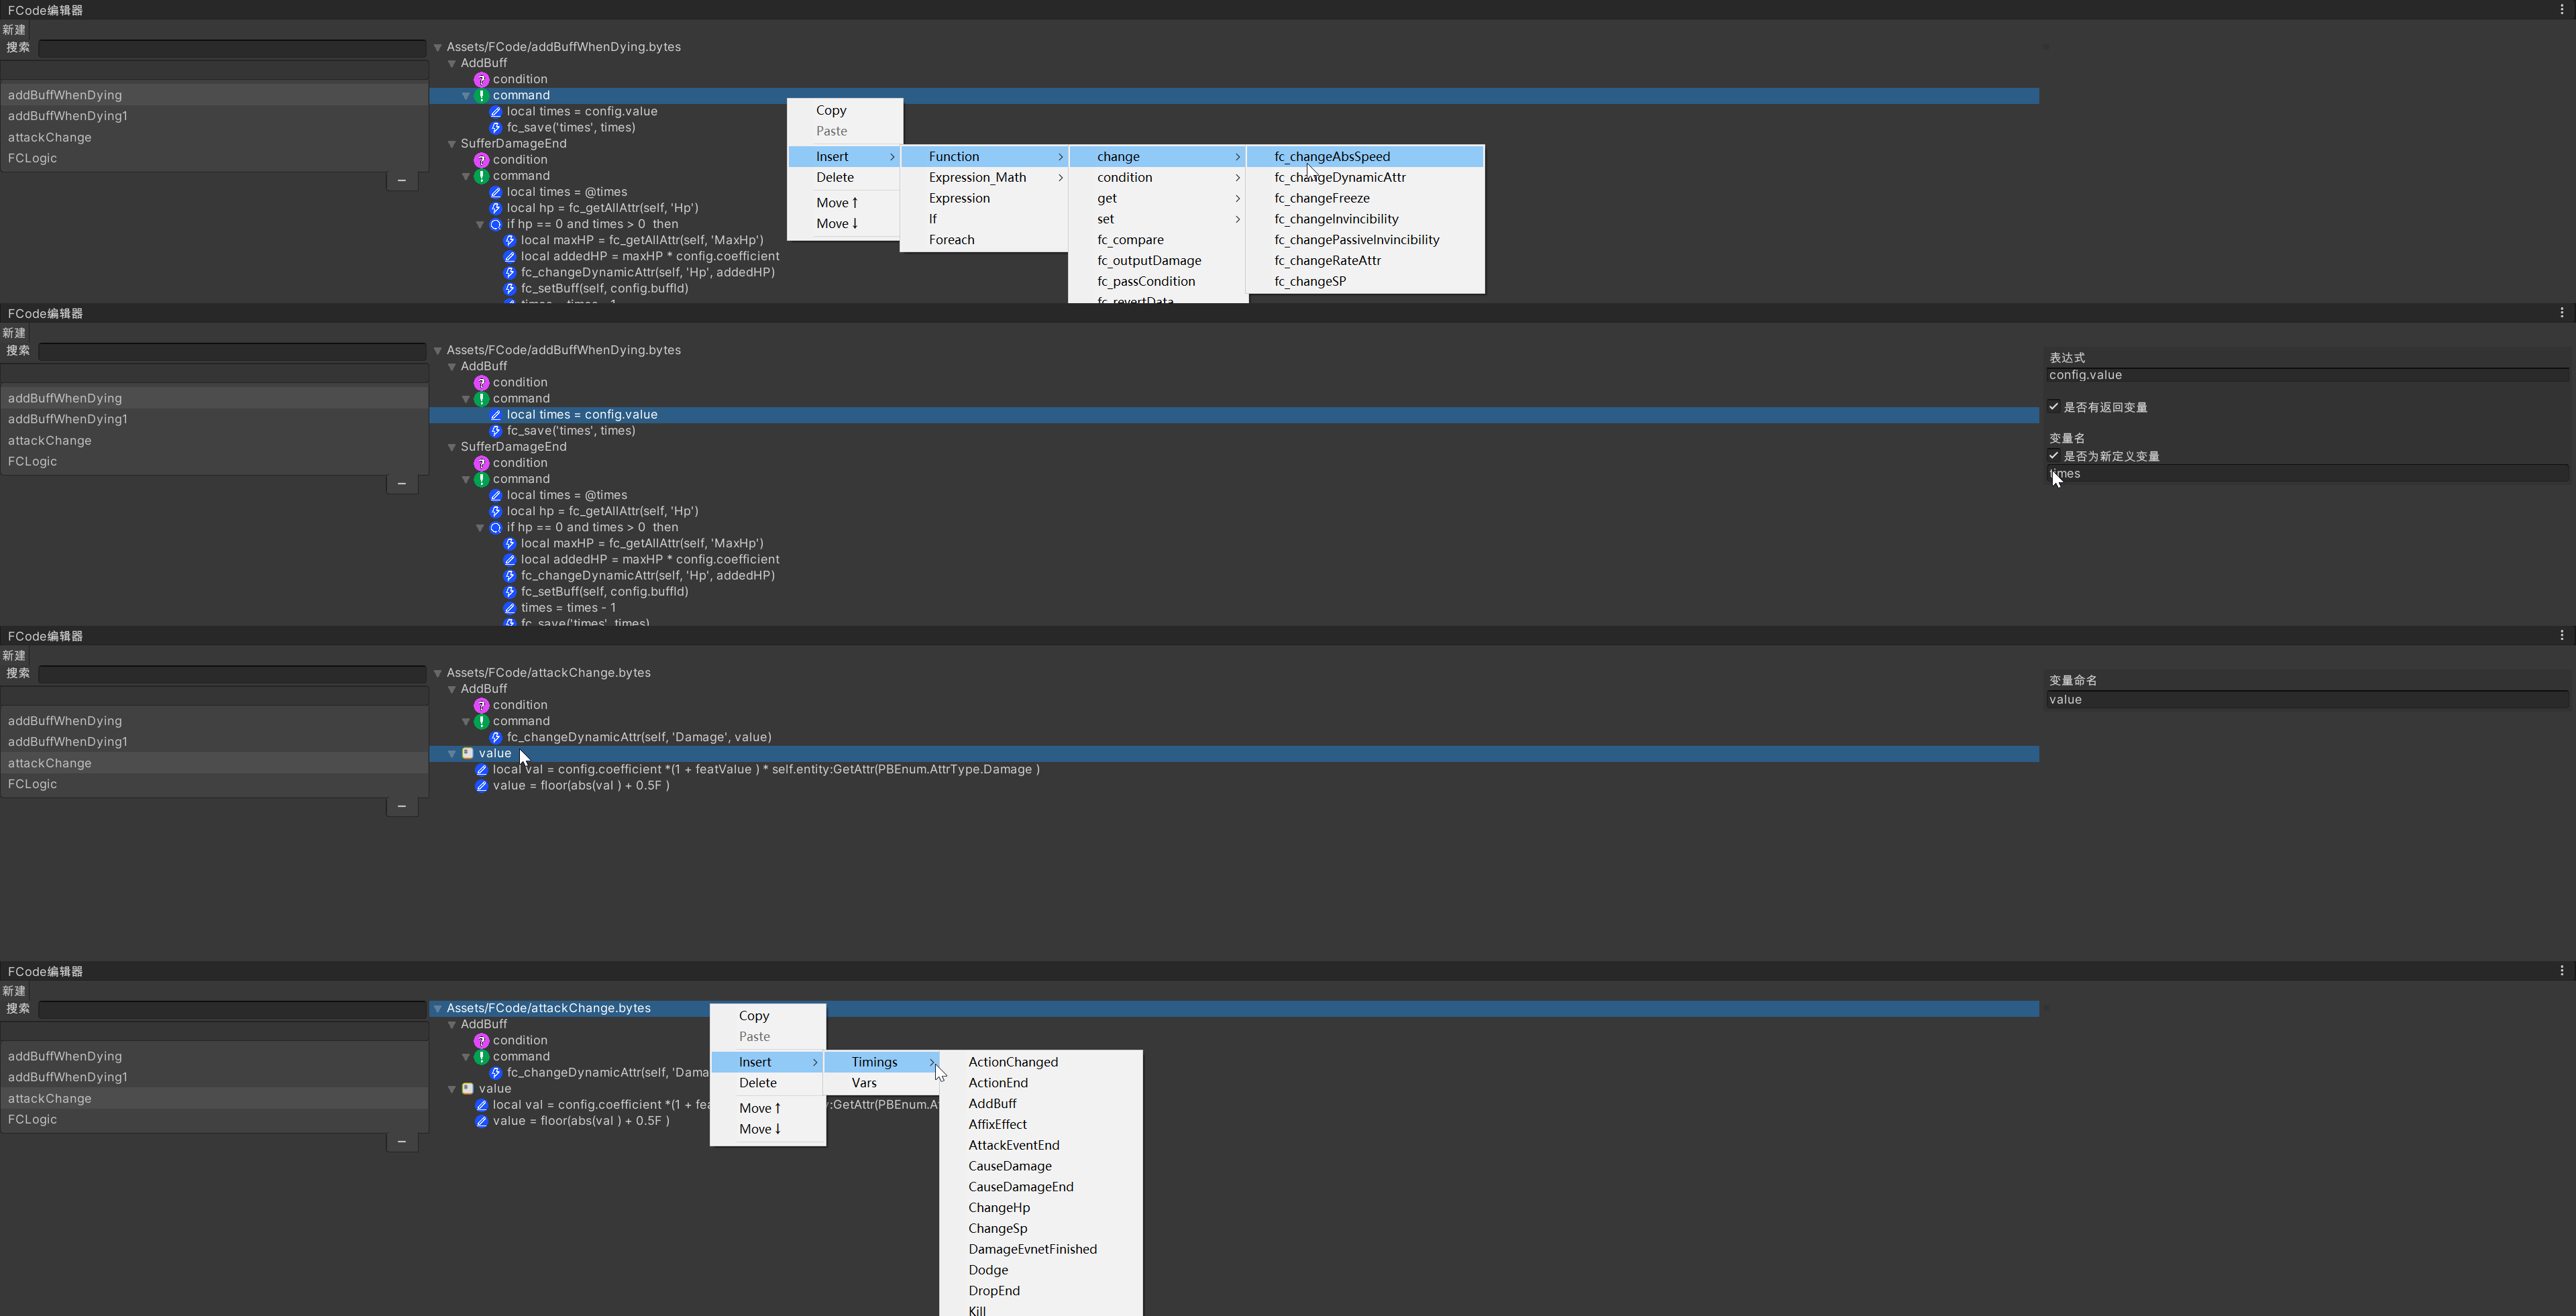 FCode编辑器
新建
搜索
addBuffWhenDying
addBuffWhenDying1
attackChange
FCLogic
Assets/FCode/addBuffWhenDying.bytes
AddBuff
condition
command
local times = config.value
fc_save('times', times)
SufferDamageEnd
condition
command
local times = @times
local hp = fc_getAllAttr(self, 'Hp')
if hp == 0 and times > 0 then
local maxHP = fc_getAllAttr(self, 'MaxHp')
local addedHP = maxHP * config.coefficient
fc_changeDynamicAttr(self, 'Hp', addedHP)
fc_setBuff(self, config.buffId)
times = times - 1
Copy
Paste
Insert
Delete
Move ↑
Move ↓
Function
Expression_Math
Expression
If
Foreach
change
condition
get
set
fc_compare
fc_outputDamage
fc_passCondition
fc_revertData
fc_changeAbsSpeed
fc_changeDynamicAttr
fc_changeFreeze
fc_changeInvincibility
fc_changePassiveInvincibility
fc_changeRateAttr
fc_changeSP
FCode编辑器
新建
搜索
addBuffWhenDying
addBuffWhenDying1
attackChange
FCLogic
Assets/FCode/addBuffWhenDying.bytes
AddBuff
condition
command
local times = config.value
fc_save('times', times)
SufferDamageEnd
condition
command
local times = @times
local hp = fc_getAllAttr(self, 'Hp')
if hp == 0 and times > 0 then
local maxHP = fc_getAllAttr(self, 'MaxHp')
local addedHP = maxHP * config.coefficient
fc_changeDynamicAttr(self, 'Hp', addedHP)
fc_setBuff(self, config.buffId)
times = times - 1
fc_save('times', times)
表达式
config.value
是否有返回变量
变量名
是否为新定义变量
times
FCode编辑器
新建
搜索
addBuffWhenDying
addBuffWhenDying1
attackChange
FCLogic
Assets/FCode/attackChange.bytes
AddBuff
condition
command
fc_changeDynamicAttr(self, 'Damage', value)
value
local val = config.coefficient *(1 + featValue ) * self.entity:GetAttr(PBEnum.AttrType.Damage )
value = floor(abs(val ) + 0.5F )
变量命名
value
FCode编辑器
新建
搜索
addBuffWhenDying
addBuffWhenDying1
attackChange
FCLogic
Assets/FCode/attackChange.bytes
AddBuff
condition
command
fc_changeDynamicAttr(self, 'Dama
value
local val = config.coefficient *(1 + fea :GetAttr(PBEnum.A
value = floor(abs(val ) + 0.5F )
Copy
Paste
Insert
Delete
Move ↑
Move ↓
Timings
Vars
ActionChanged
ActionEnd
AddBuff
AffixEffect
AttackEventEnd
CauseDamage
CauseDamageEnd
ChangeHp
ChangeSp
DamageEvnetFinished
Dodge
DropEnd
Kill